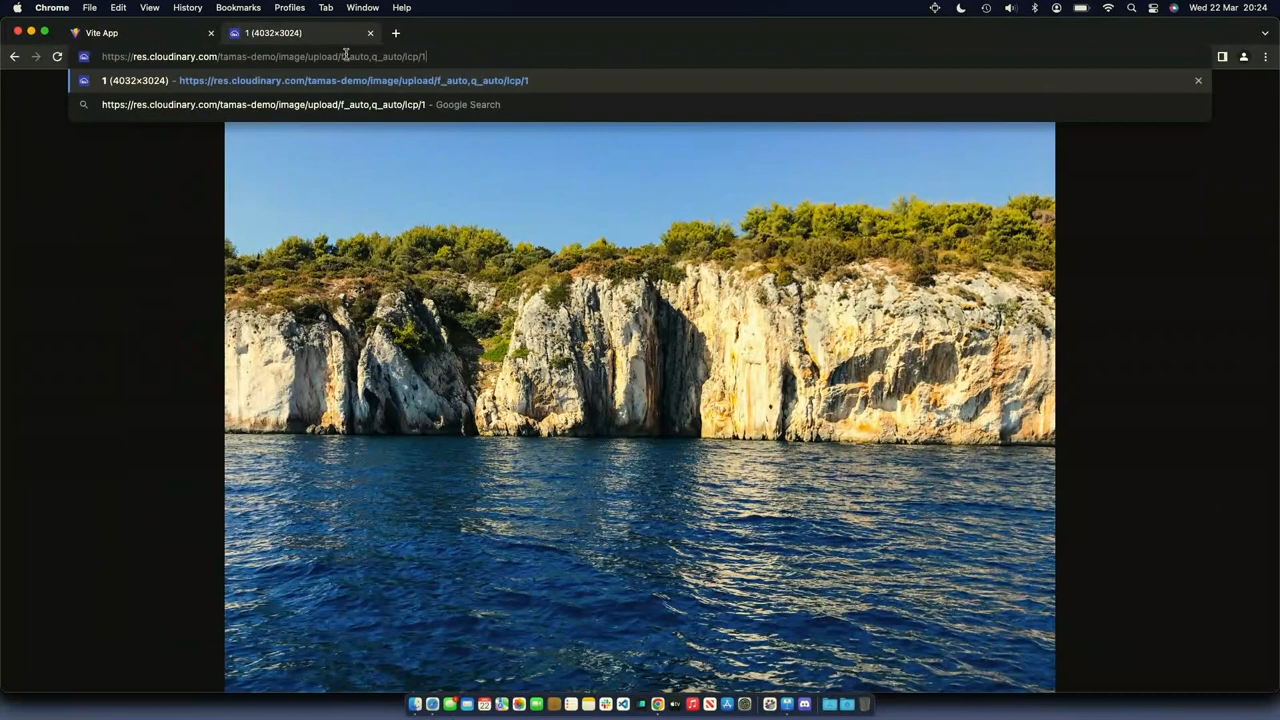 Chrome File Edit View History Bookmarks Profiles Tab Window Help Wed 22 Mar 20:24
Vite App 1 (4032×3024)
https://res.cloudinary.com/tamas-demo/image/upload/f_auto,q_auto/lcp/1
1 (4032×3024) – https://res.cloudinary.com/tamas-demo/image/upload/f_auto,q_auto/lcp/1
https://res.cloudinary.com/tamas-demo/image/upload/f_auto,q_auto/lcp/1 – Google Search